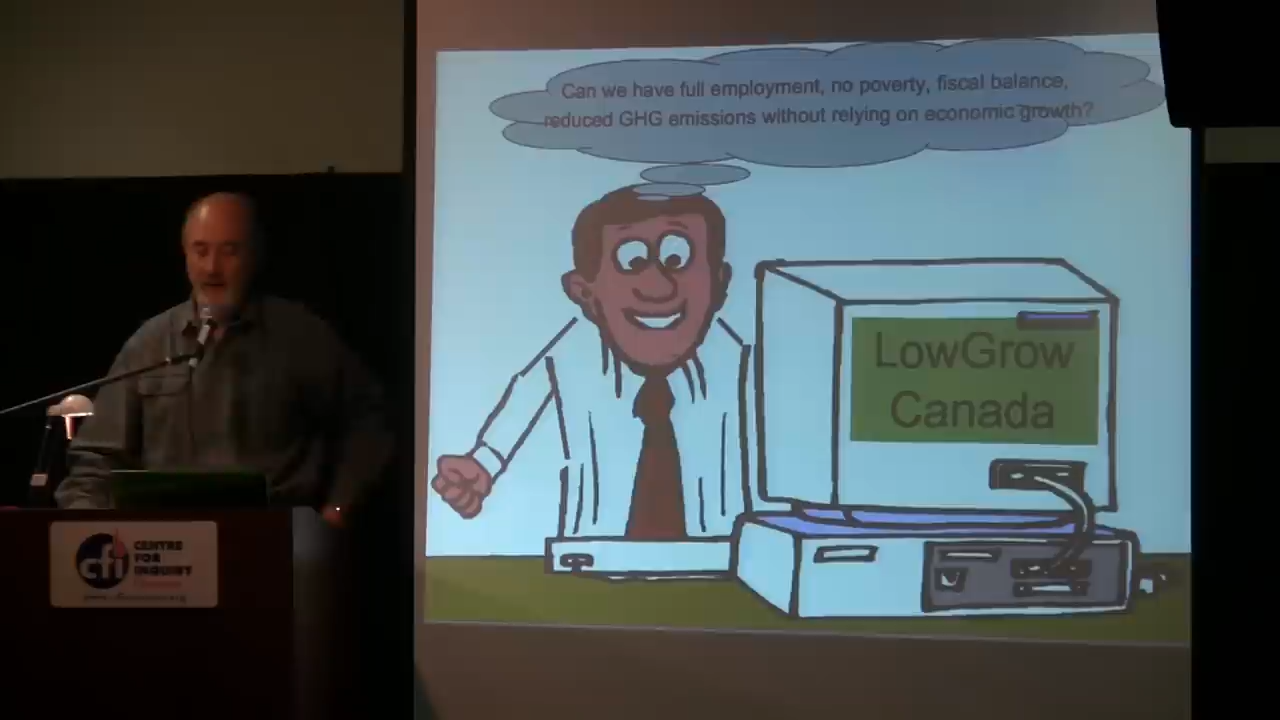 Can we have full employment, no poverty, fiscal balance,
reduced GHG emissions without relying on economic growth?
LowGrow
Canada
cfi
CENTRE
FOR
INQUIRY